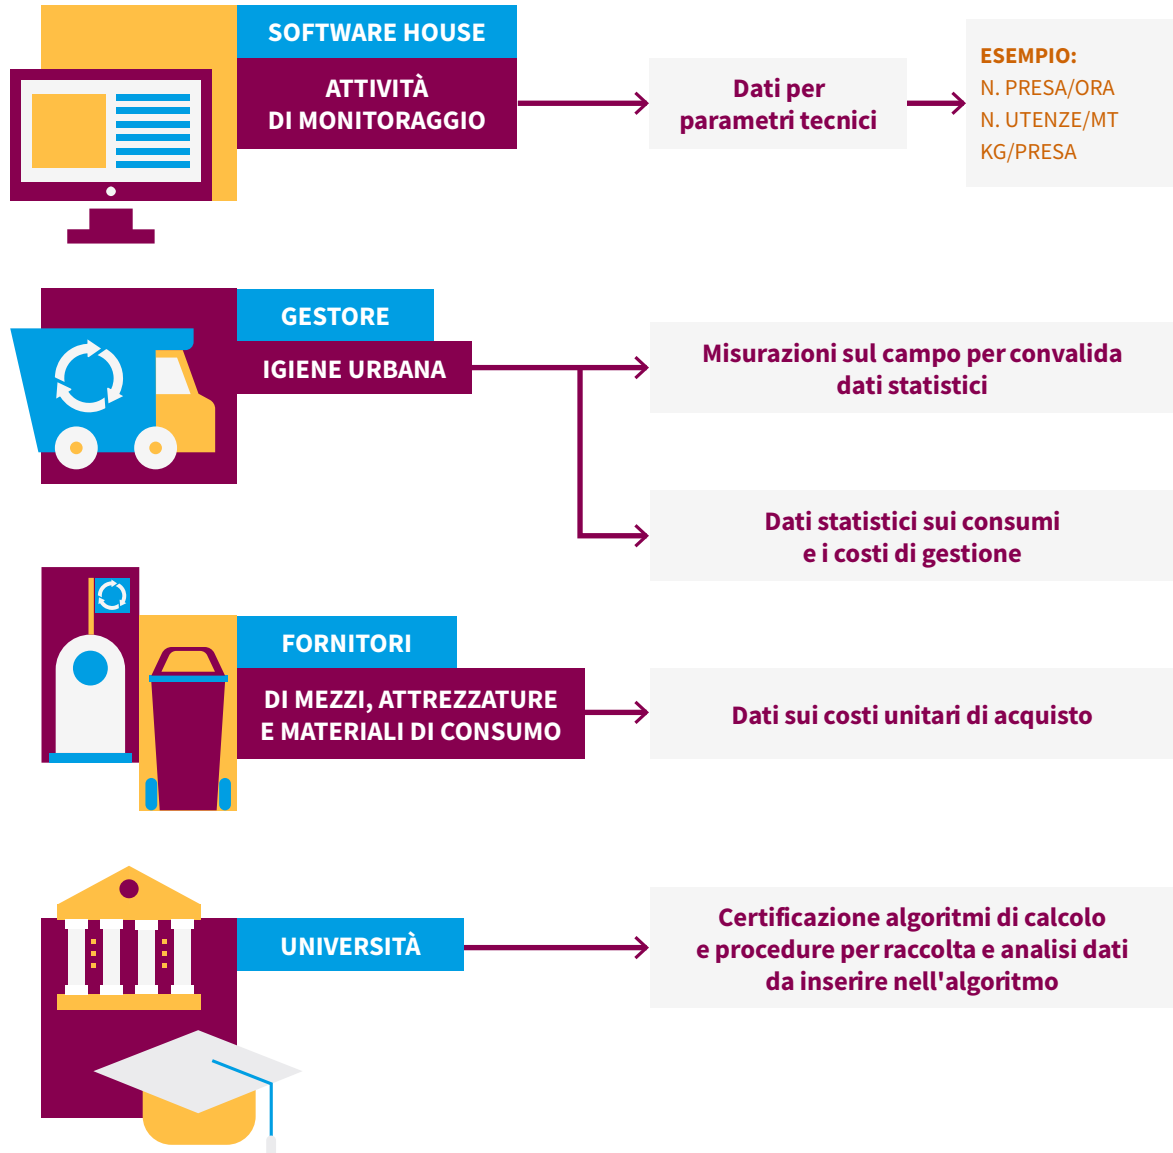 SOFTWARE HOUSE
ATTIVITÀ
DI MONITORAGGIO
Dati per
parametri tecnici
ESEMPIO:
N. PRESA/ORA
N. UTENZE/MT
KG/PRESA
GESTORE
IGIENE URBANA
Misurazioni sul campo per convalida
dati statistici
Dati statistici sui consumi
e i costi di gestione
FORNITORI
DI MEZZI, ATTREZZATURE
E MATERIALI DI CONSUMO
Dati sui costi unitari di acquisto
UNIVERSITÀ
Certificazione algoritmi di calcolo
e procedure per raccolta e analisi dati
da inserire nell'algoritmo